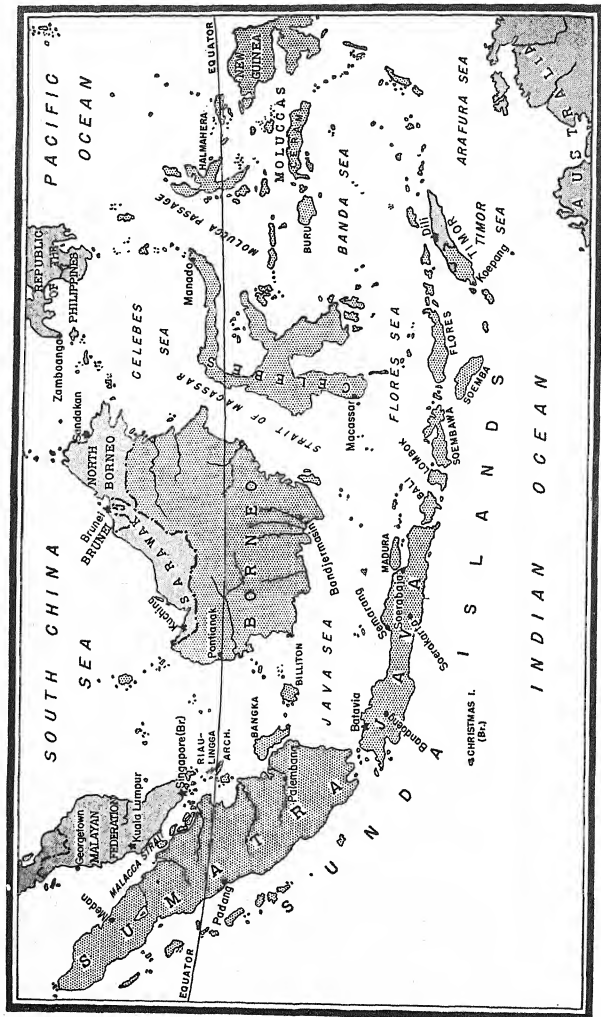 SOUTH CHINA
SEA
PACIFIC
OCEAN
REPUBLIC
OF THE
PHILIPPINES
Zamboanga
Sandakan
NORTH
BORNEO
Brunei
BRUNEI
SARAWAK
Kuching
CELEBES
SEA
Manado
MOLUCCA PASSAGE
HALMAHERA
EQUATOR
NEW
GUINEA
MOLUCCAS
CERAM
BURU
BANDA SEA
ARAFURA SEA
AUSTRALIA
Georgetown
MALAYAN
FEDERATION
Kuala Lumpur
MALACCA STRAIT
Singapore (Br)
RIAU-
LINGGA
ARCH.
Medan
SUMATRA
Padang
Palembang
EQUATOR
BANGKA
BILLITON
Pontianak
BORNEO
Bandjermasin
STRAIT OF MACASSAR
CELEBES
Macassar
JAVA SEA
FLORES SEA
Batavia
Bandoeng
JAVA
Semarang
Soerabaja
Soerakarta
MADURA
BALI
LOMBOK
SOEMBAWA
FLORES
SOEMBA
Dili
TIMOR
Koepang
TIMOR
SEA
SUNDA ISLANDS
CHRISTMAS I.
(Br.)
INDIAN OCEAN